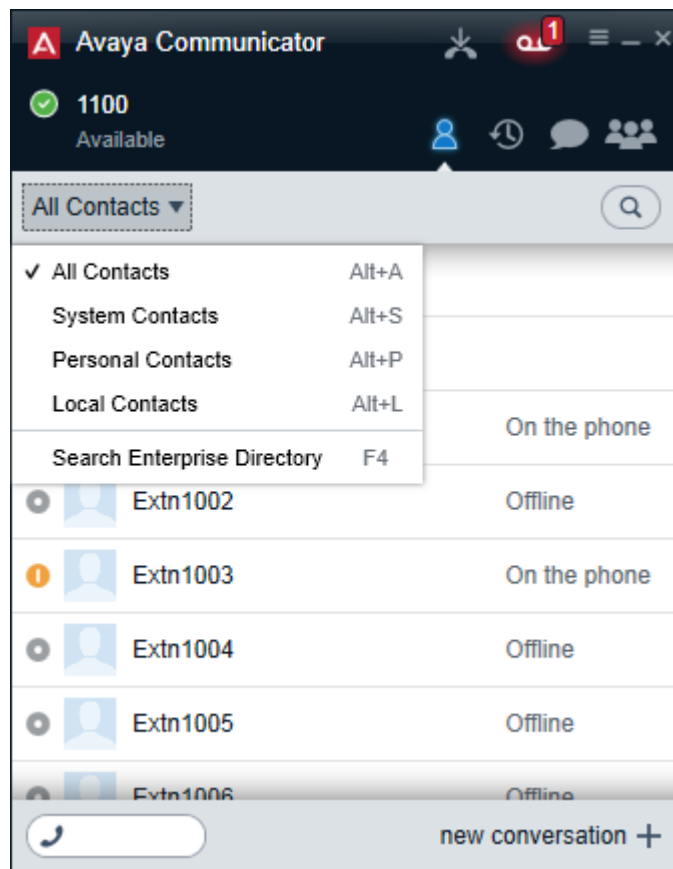 Avaya Communicator
1
1100
Available
All Contacts
✓ All Contacts Alt+A
System Contacts Alt+S
Personal Contacts Alt+P
Local Contacts Alt+L
Search Enterprise Directory F4
On the phone
Extn1002 Offline
Extn1003 On the phone
Extn1004 Offline
Extn1005 Offline
Extn1006 Offline
new conversation +